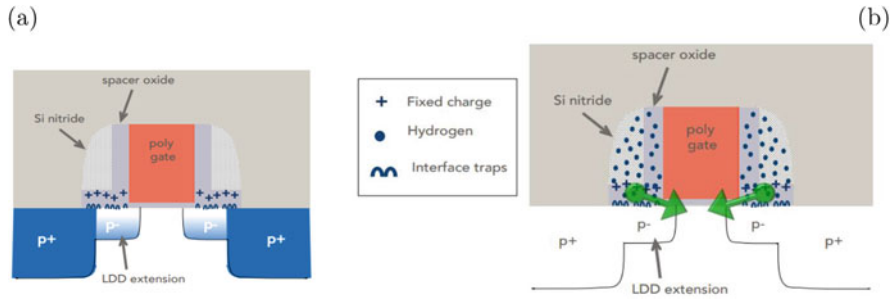 (a)
spacer oxide
Si nitride
poly
gate
p+
p-
p-
p+
LDD extension
+ Fixed charge
Hydrogen
Interface traps
(b)
spacer oxide
Si nitride
poly
gate
p+
p-
p-
p+
LDD extension